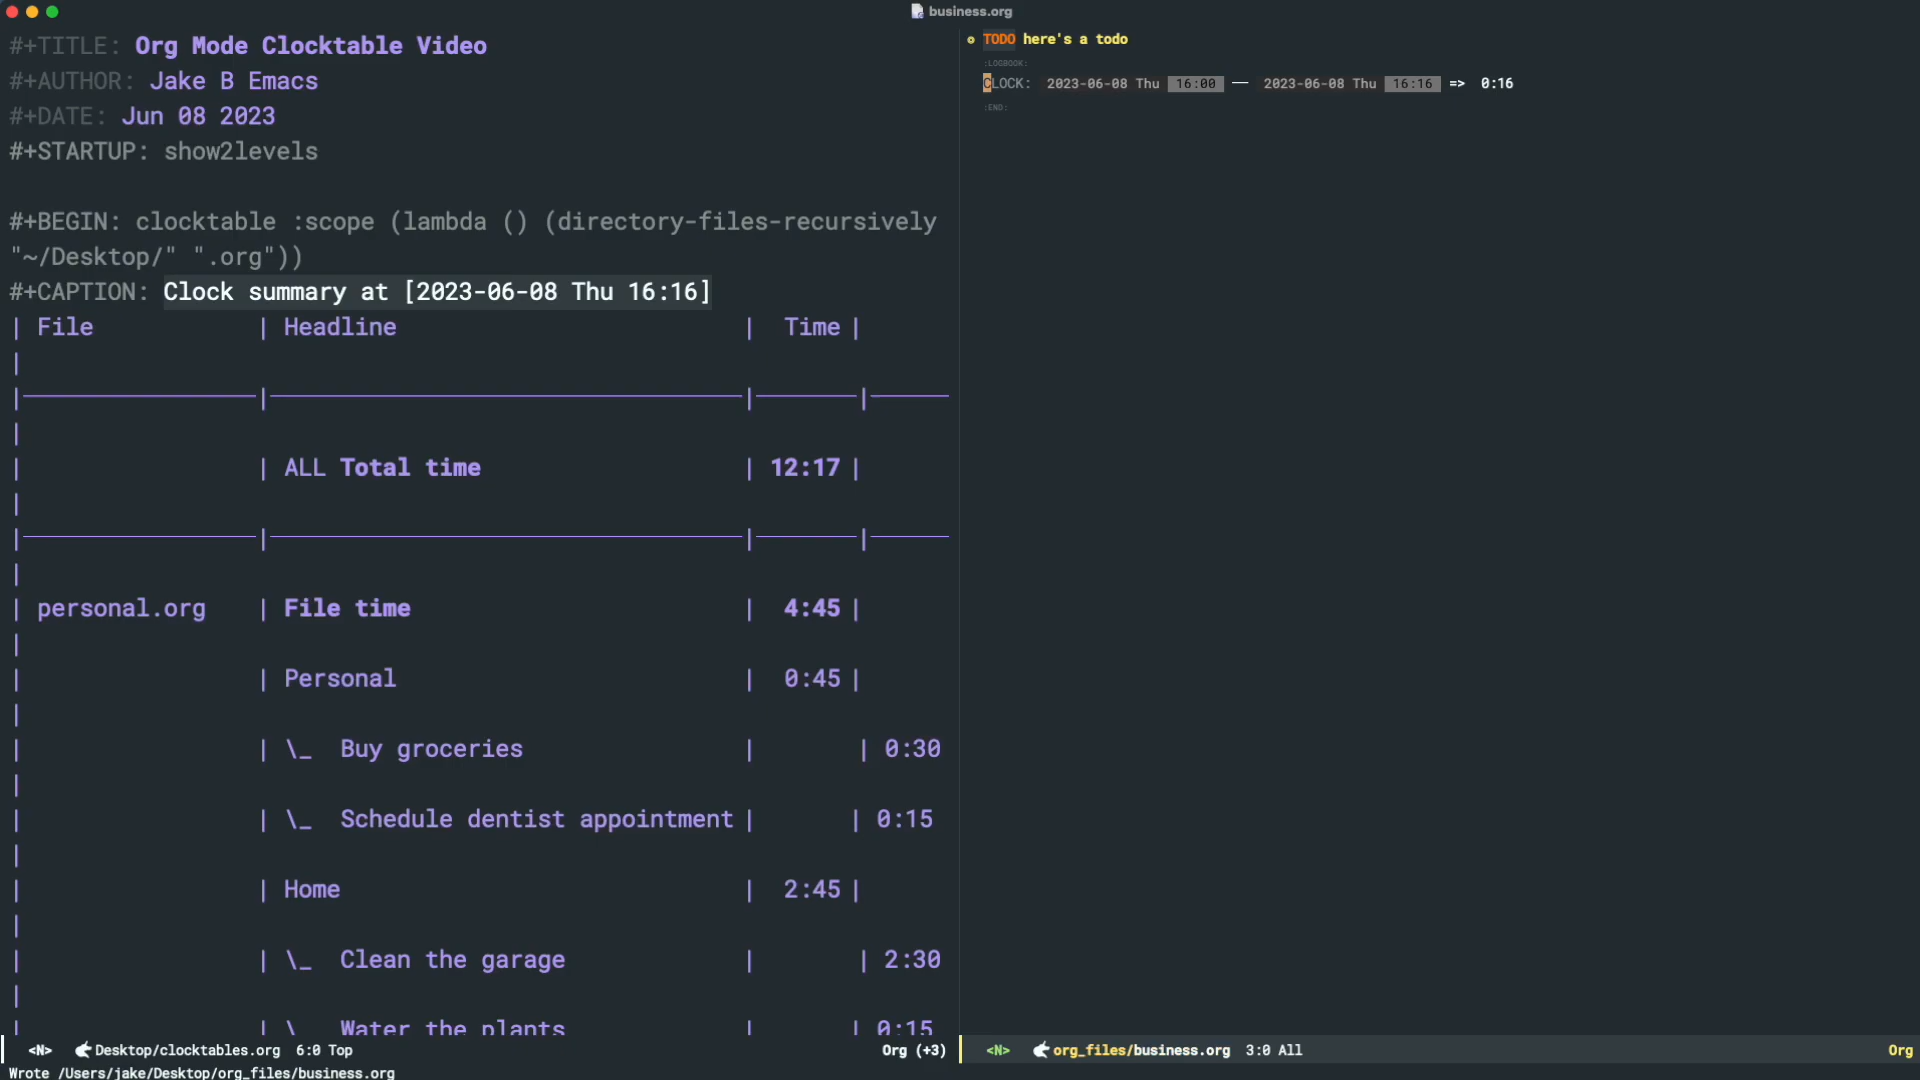 business.org
#+TITLE: Org Mode Clocktable Video
#+AUTHOR: Jake B Emacs
#+DATE: Jun 08 2023
#+STARTUP: show2levels
#+BEGIN: clocktable :scope (lambda () (directory-files-recursively
"~/Desktop/" ".org"))
#+CAPTION: Clock summary at [2023-06-08 Thu 16:16]
| File | Headline | Time |
|
| ALL Total time | 12:17 |
|
| personal.org | File time | 4:45 |
|
| | Personal | 0:45 |
|
| | \_ Buy groceries | | 0:30
|
| | \_ Schedule dentist appointment | | 0:15
|
| | Home | 2:45 |
|
| | \_ Clean the garage | | 2:30
|
| | \_ Water the plants | | 0:15
<N> Desktop/clocktables.org 6:0 Top Org (+3)
TODO here's a todo
:LOGBOOK:
CLOCK: 2023-06-08 Thu 16:00 — 2023-06-08 Thu 16:16 => 0:16
:END:
<N> org_files/business.org 3:0 All Org
Wrote /Users/jake/Desktop/org_files/business.org